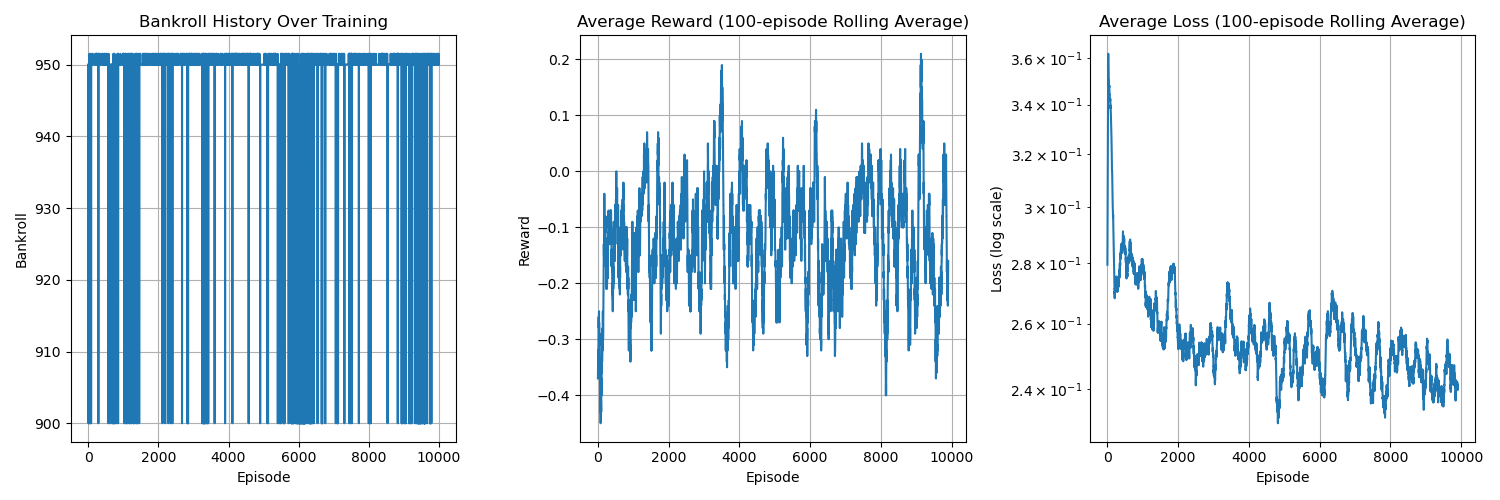 Bankroll History Over Training
950
940
930
920
910
900
Bankroll
0 2000 4000 6000 8000 10000
Episode
Average Reward (100-episode Rolling Average)
0.2
0.1
0.0
−0.1
−0.2
−0.3
−0.4
Reward
0 2000 4000 6000 8000 10000
Episode
Average Loss (100-episode Rolling Average)
3.6 × 10⁻¹
3.4 × 10⁻¹
3.2 × 10⁻¹
3 × 10⁻¹
2.8 × 10⁻¹
2.6 × 10⁻¹
2.4 × 10⁻¹
Loss (log scale)
0 2000 4000 6000 8000 10000
Episode